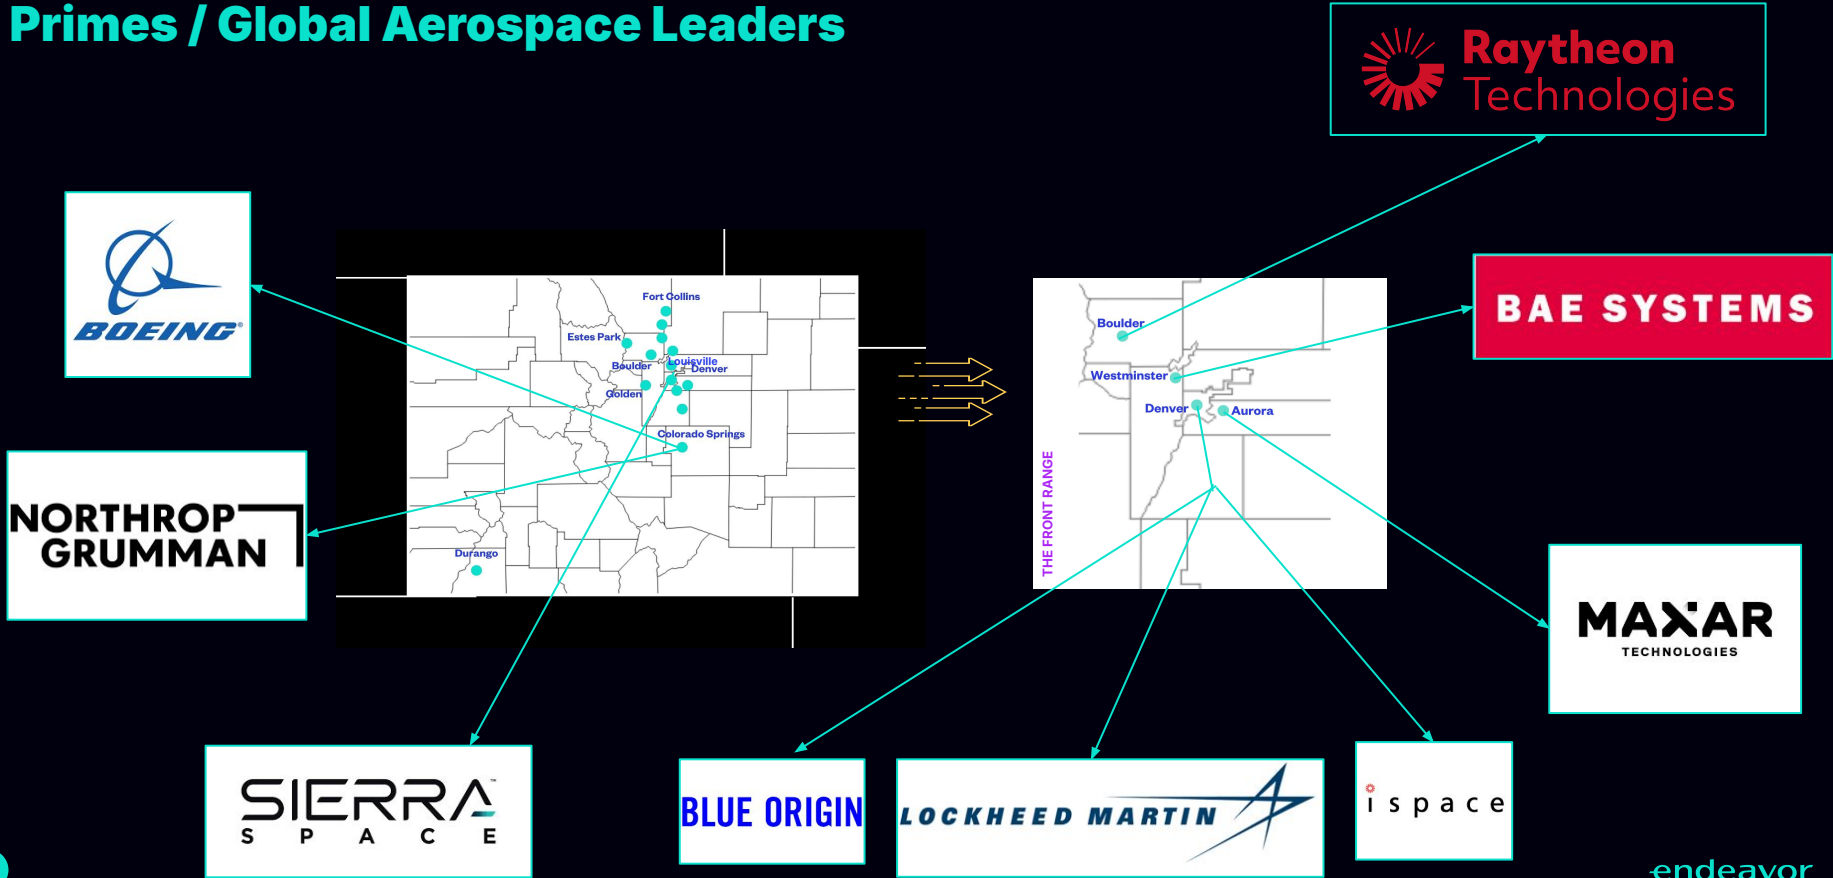 Primes / Global Aerospace Leaders
Raytheon
Technologies
BOEING
BAE SYSTEMS
Fort Collins
Estes Park
Boulder
Louisville
Denver
Golden
Colorado Springs
Durango
Boulder
Westminster
Denver
Aurora
THE FRONT RANGE
NORTHROP
GRUMMAN
MAXAR
TECHNOLOGIES
SIERRA™
SPACE
BLUE ORIGIN
LOCKHEED MARTIN
ispace
endeavor